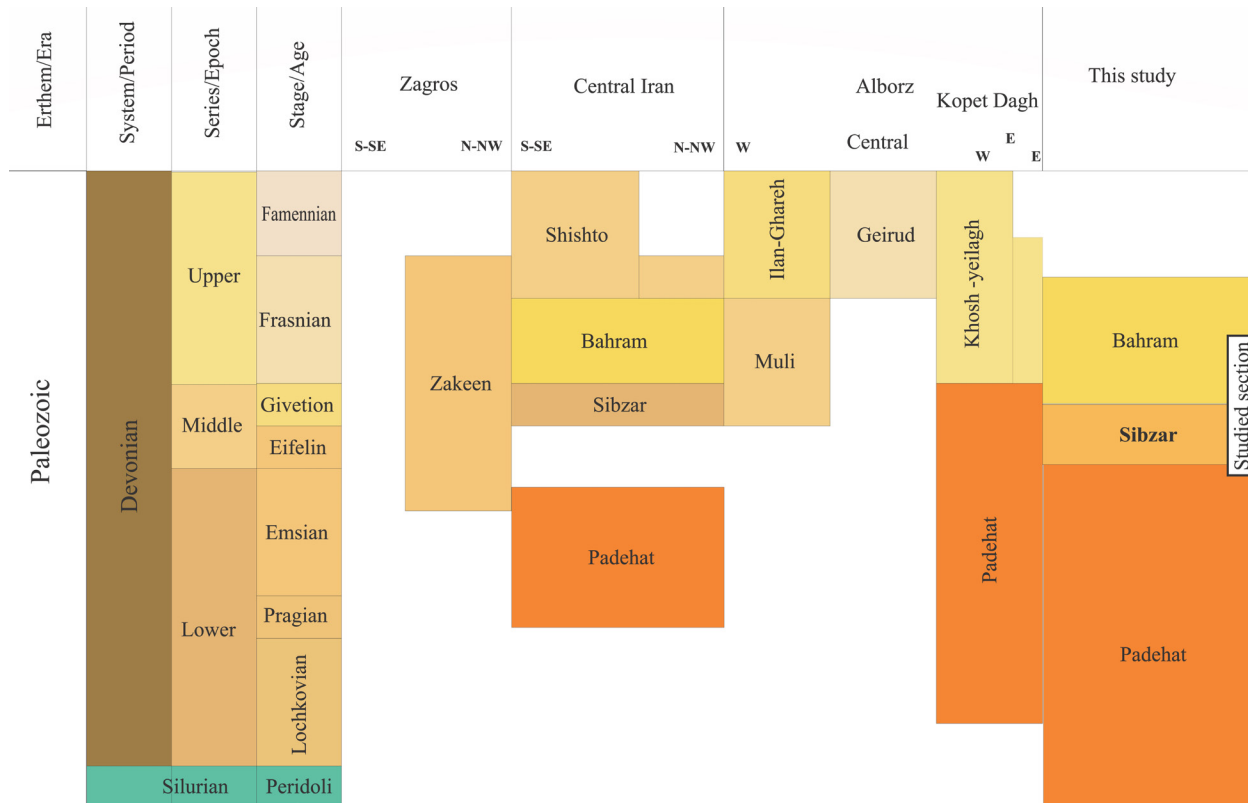 Erthem/Era
System/Period
Series/Epoch
Stage/Age
Zagros
S-SE
N-NW
Central Iran
S-SE
N-NW
Alborz
W
Central
Kopet Dagh
W
E
E
This study
Paleozoic
Devonian
Silurian
Upper
Middle
Lower
Famennian
Frasnian
Givetion
Eifelin
Emsian
Pragian
Lochkovian
Peridoli
Zakeen
Shishto
Bahram
Sibzar
Padehat
Ilan-Ghareh
Muli
Geirud
Khosh -yeilagh
Padehat
Bahram
Sibzar
Padehat
Studied section